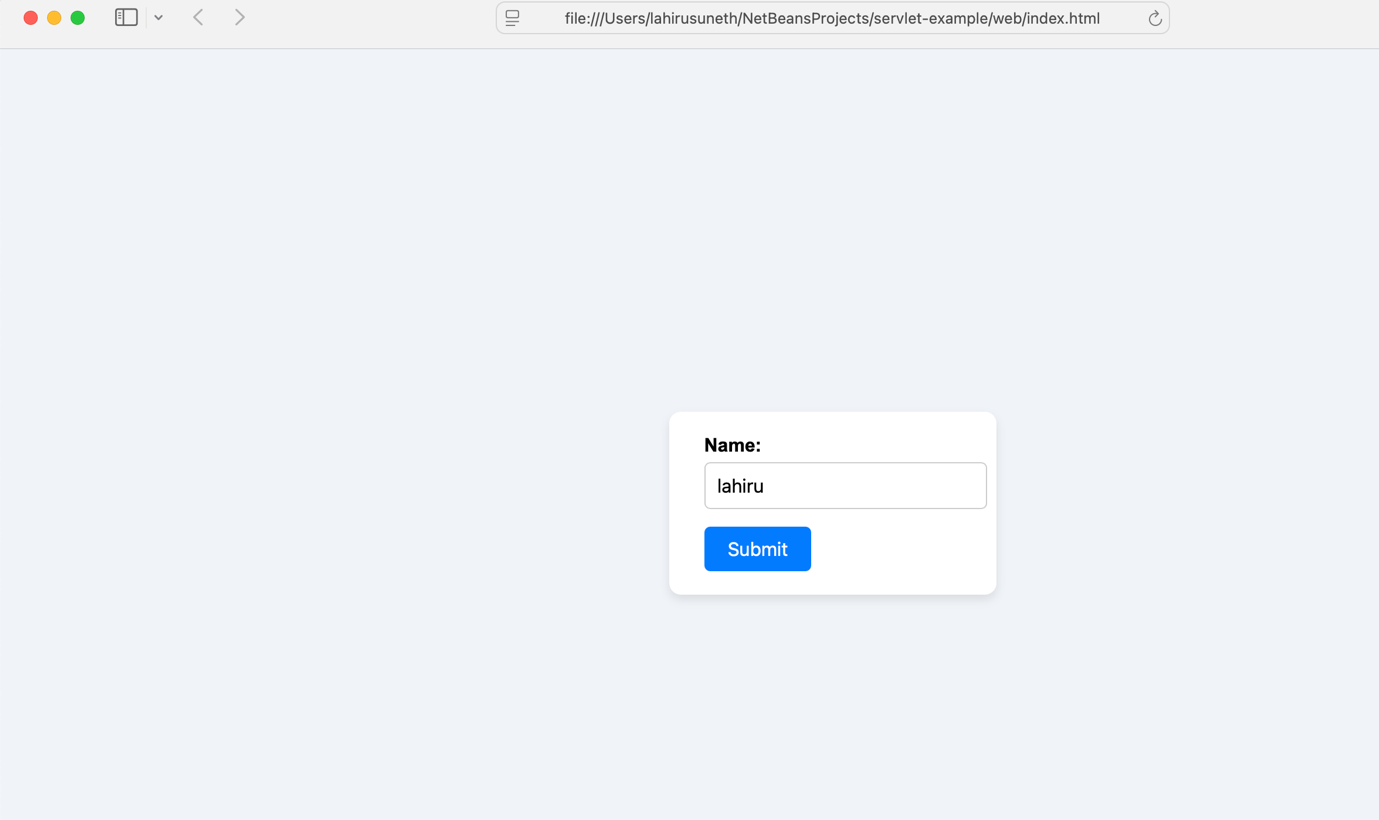 file:///Users/lahirusuneth/NetBeansProjects/servlet-example/web/index.html
Name:
lahiru
Submit